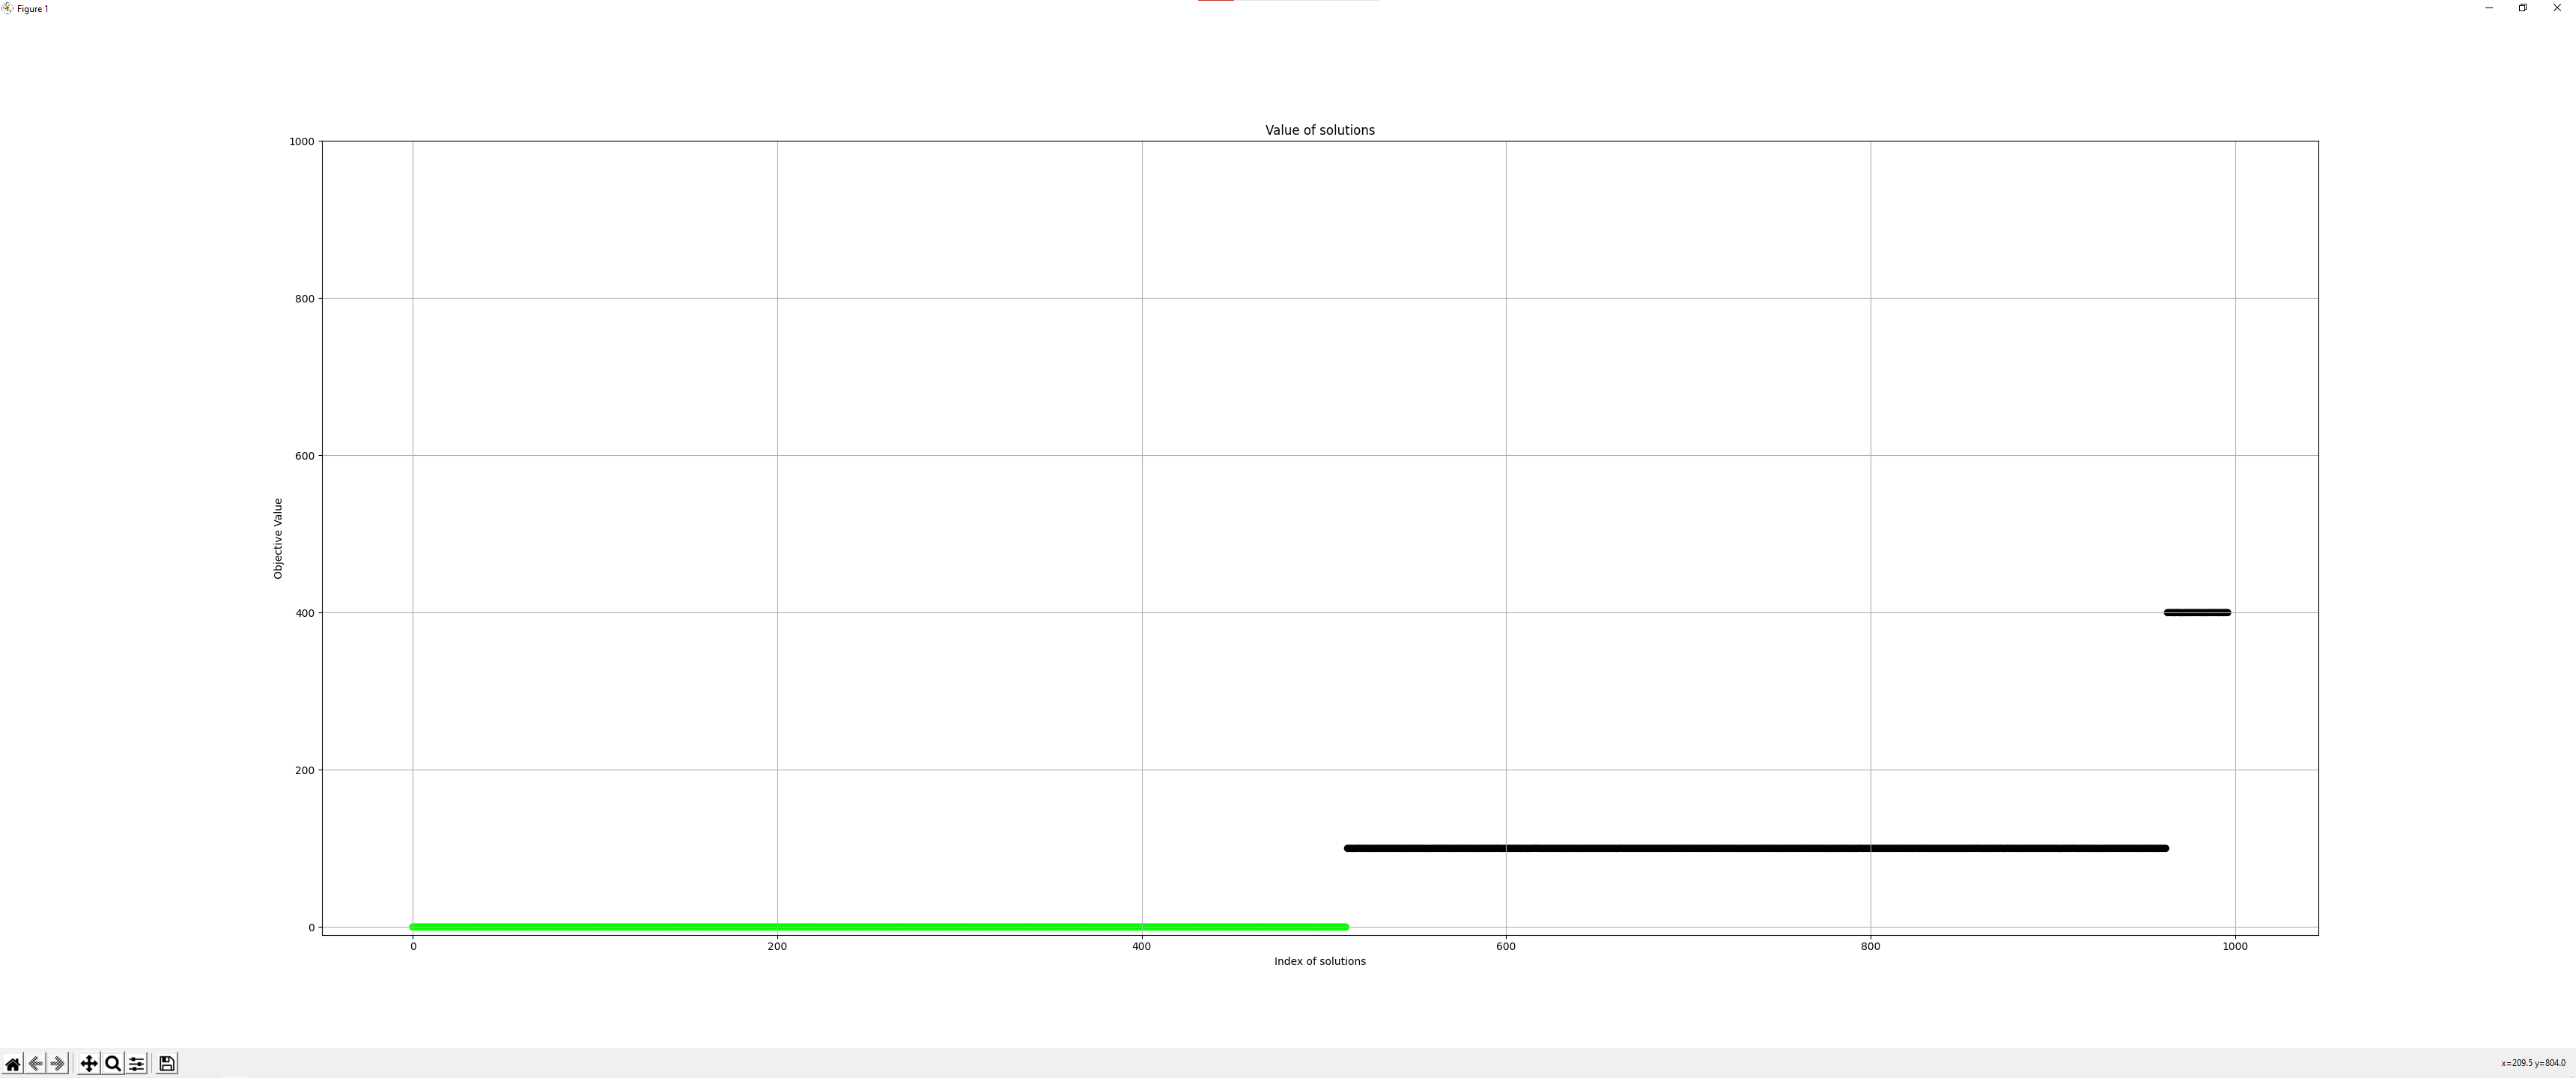 Figure 1
Value of solutions
1000
800
600
400
200
0
Objective Value
0 200 400 600 800 1000
Index of solutions
x=209.5 y=804.0